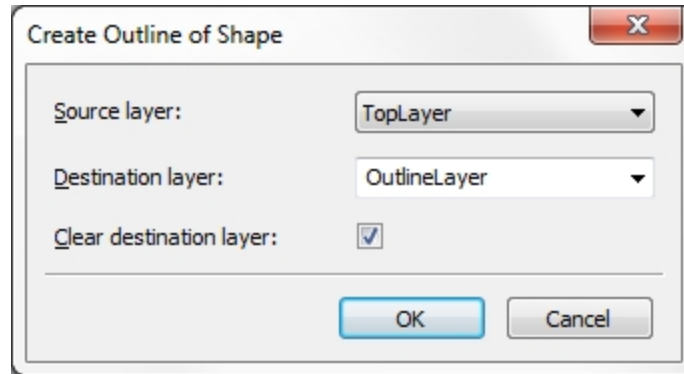 Create Outline of Shape
Source layer: TopLayer
Destination layer: OutlineLayer
Clear destination layer:
OK Cancel